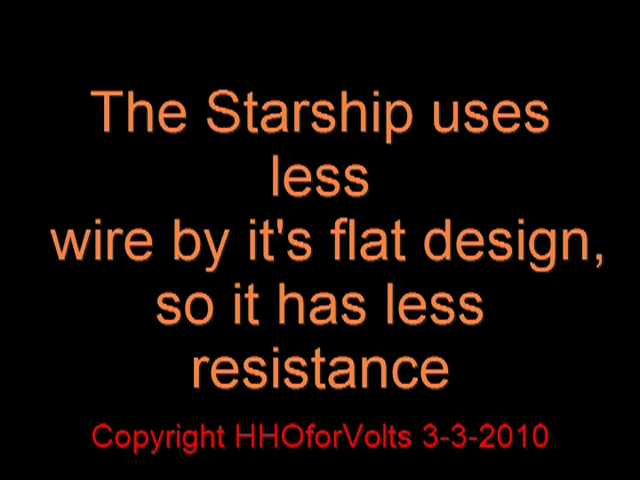 The Starship uses
less
wire by it's flat design,
so it has less
resistance
Copyright HHOforVolts 3-3-2010